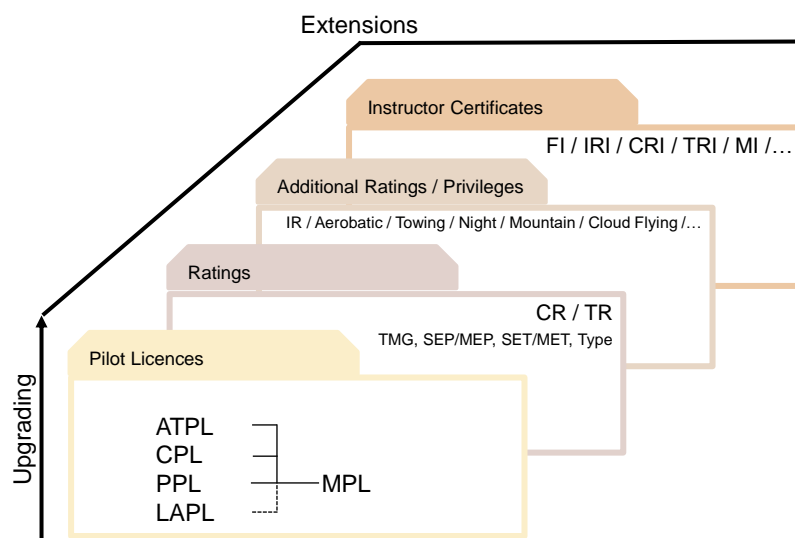 Extensions
Instructor Certificates
FI / IRI / CRI / TRI / MI /…
Additional Ratings / Privileges
IR / Aerobatic / Towing / Night / Mountain / Cloud Flying /…
Ratings
CR / TR
TMG, SEP/MEP, SET/MET, Type
Pilot Licences
Upgrading
ATPL
CPL
PPL
MPL
LAPL